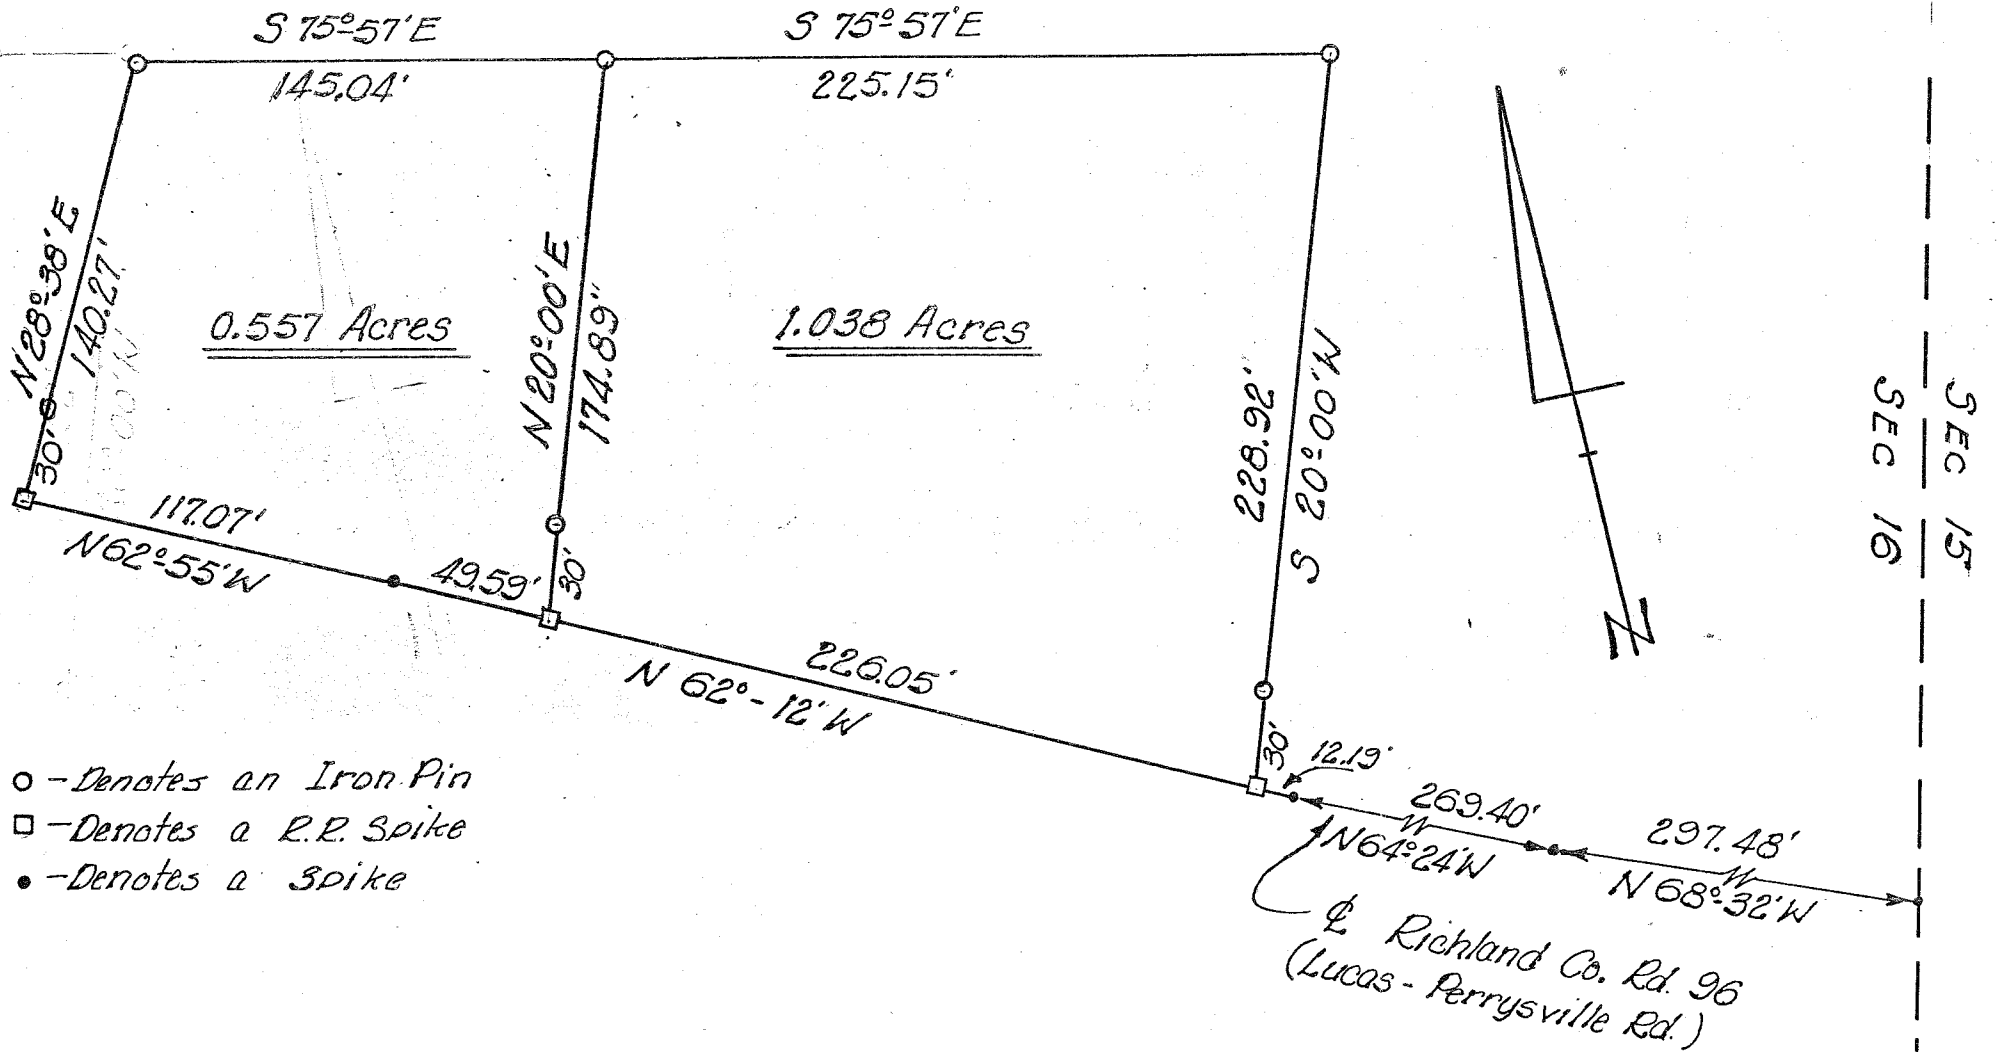 S 75°-57' E
145.04'
S 75° 57' E
225.15'
N 28°-38' E
140.27'
30'
0.557 Acres
N 20°-00' E
174.89"
30'
1.038 Acres
228.92'
S 20°-00' W
30'
SEC 15
SEC 16
117.07'
N 62°-55' W
49.59'
226.05'
N 62°-12' W
12.19'
269.40'
N 64°-24' W
297.48'
N 68°-32' W
N
℄ Richland Co. Rd. 96
(Lucas-Perrysville Rd.)
O -Denotes an Iron Pin
□ -Denotes a R.R. Spike
• -Denotes a Spike